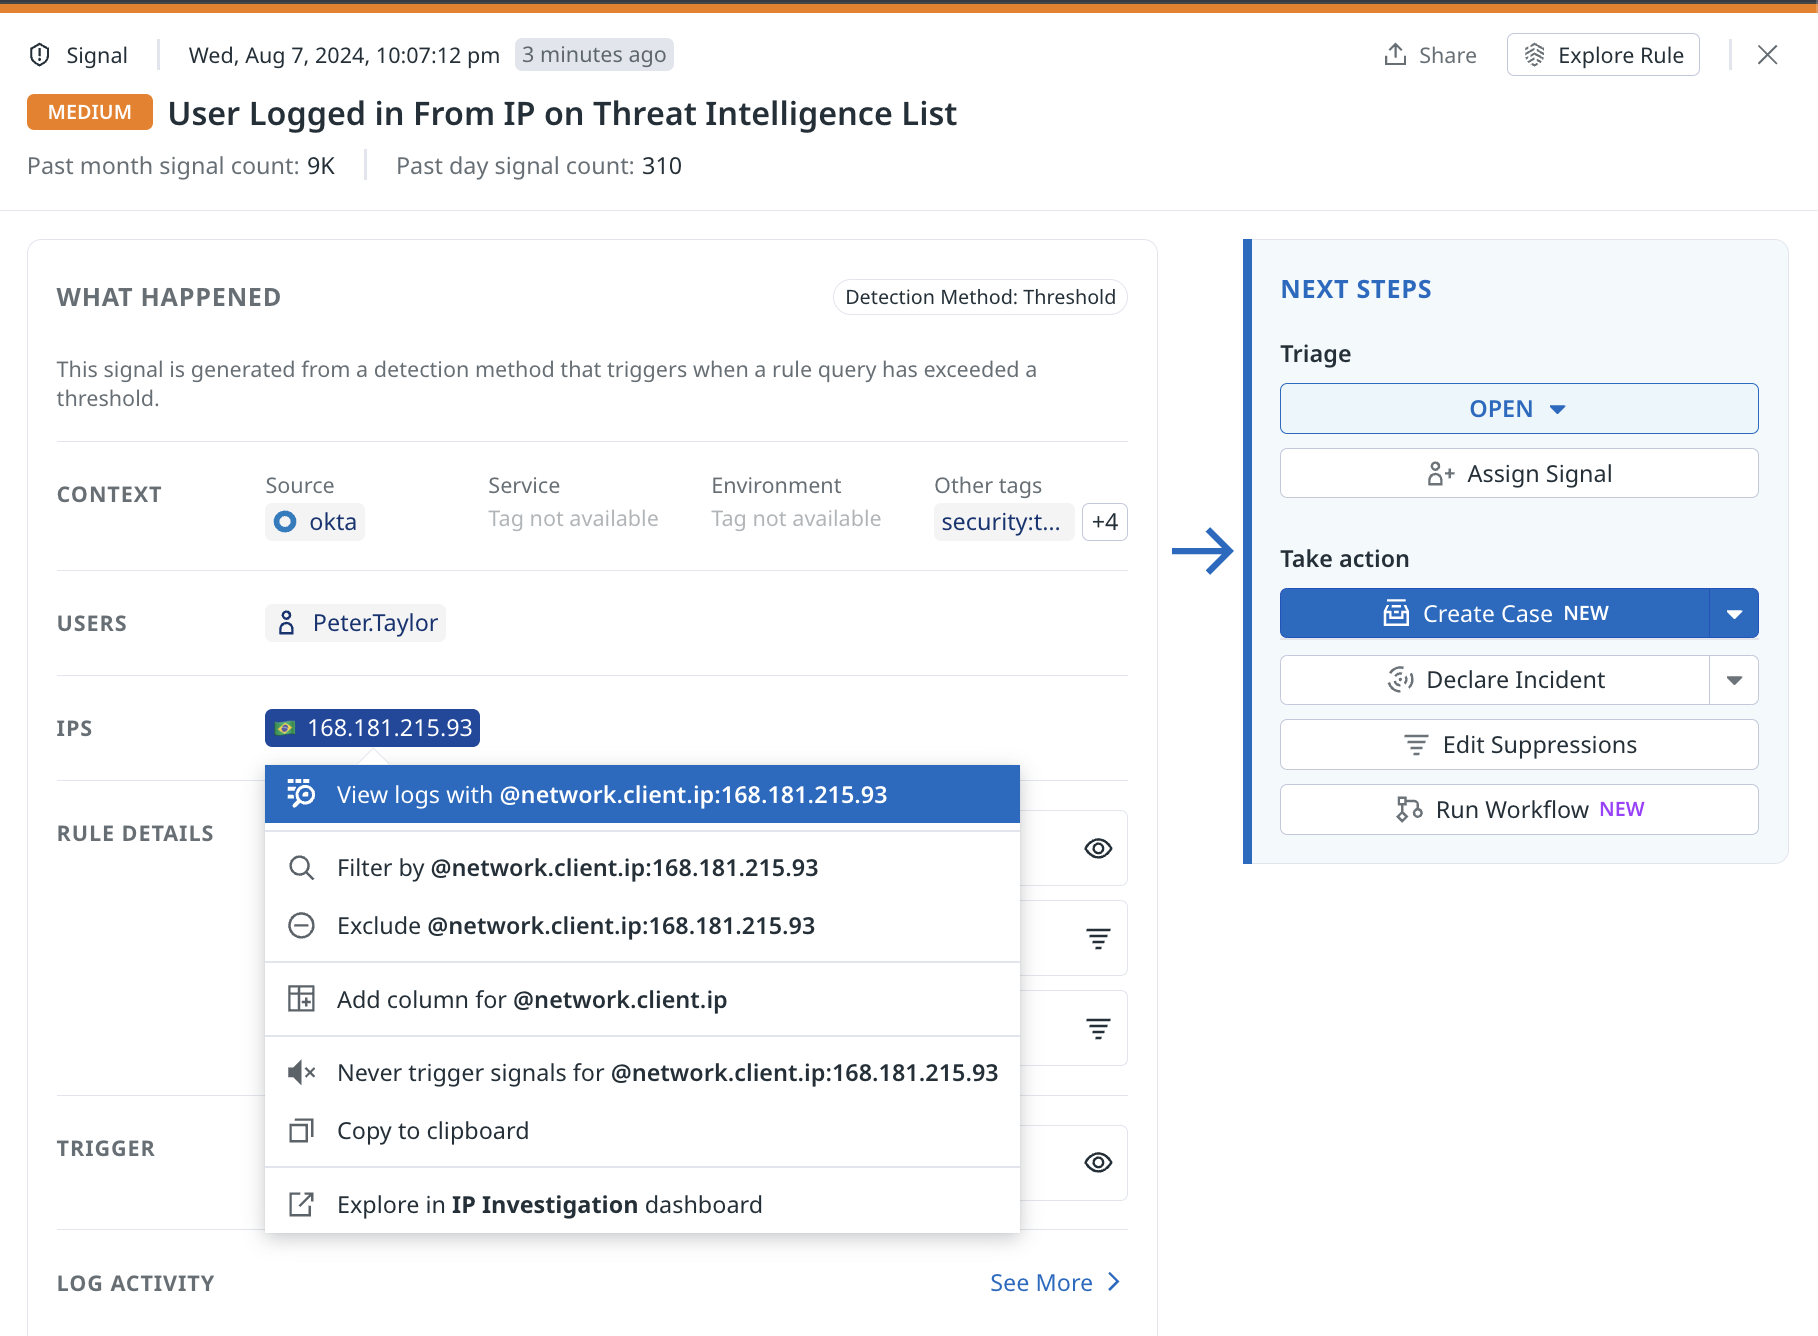 Signal
Wed, Aug 7, 2024, 10:07:12 pm
3 minutes ago
Share
Explore Rule
MEDIUM
User Logged in From IP on Threat Intelligence List
Past month signal count: 9K
Past day signal count: 310
WHAT HAPPENED
Detection Method: Threshold
This signal is generated from a detection method that triggers when a rule query has exceeded a
threshold.
CONTEXT
Source
okta
Service
Tag not available
Environment
Tag not available
Other tags
security:t...
+4
USERS
Peter.Taylor
IPS
168.181.215.93
View logs with @network.client.ip:168.181.215.93
Filter by @network.client.ip:168.181.215.93
Exclude @network.client.ip:168.181.215.93
Add column for @network.client.ip
Never trigger signals for @network.client.ip:168.181.215.93
Copy to clipboard
Explore in IP Investigation dashboard
RULE DETAILS
TRIGGER
LOG ACTIVITY
See More
NEXT STEPS
Triage
OPEN
Assign Signal
Take action
Create Case NEW
Declare Incident
Edit Suppressions
Run Workflow NEW